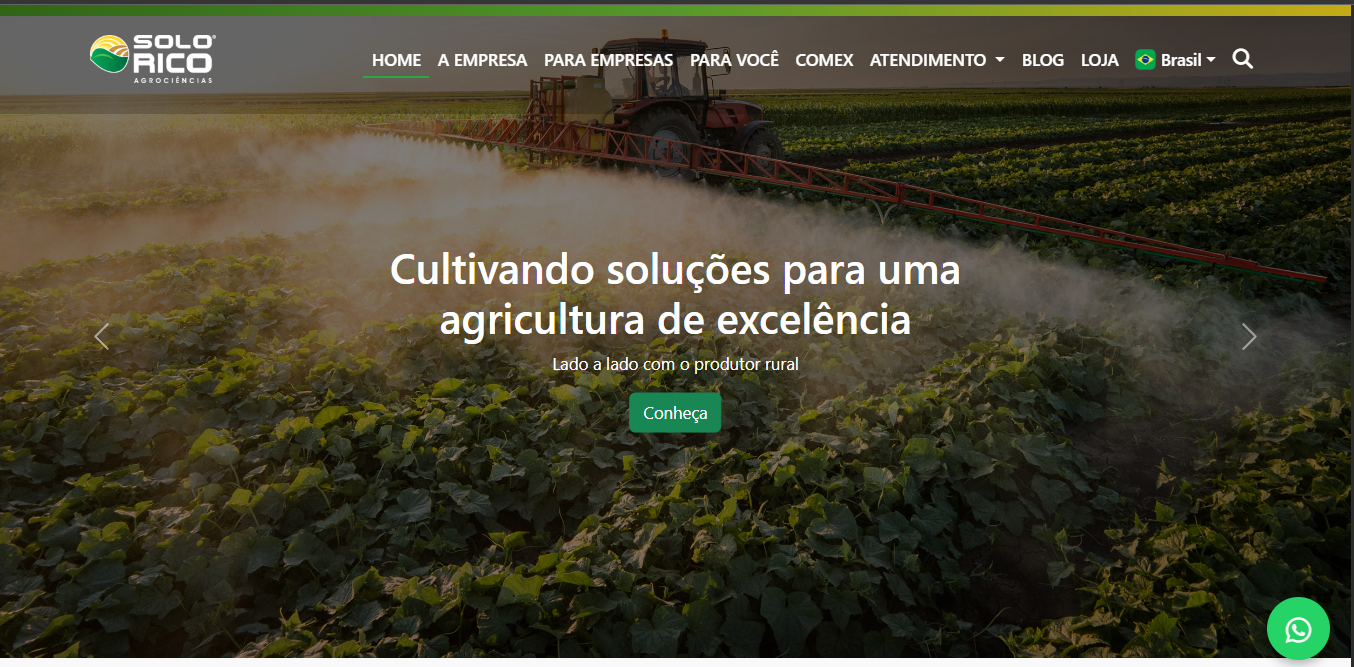 SOLO
RICO
AGROCIÊNCIAS
HOME A EMPRESA PARA EMPRESAS PARA VOCÊ COMEX ATENDIMENTO BLOG LOJA Brasil
Cultivando soluções para uma
agricultura de excelência
Lado a lado com o produtor rural
Conheça